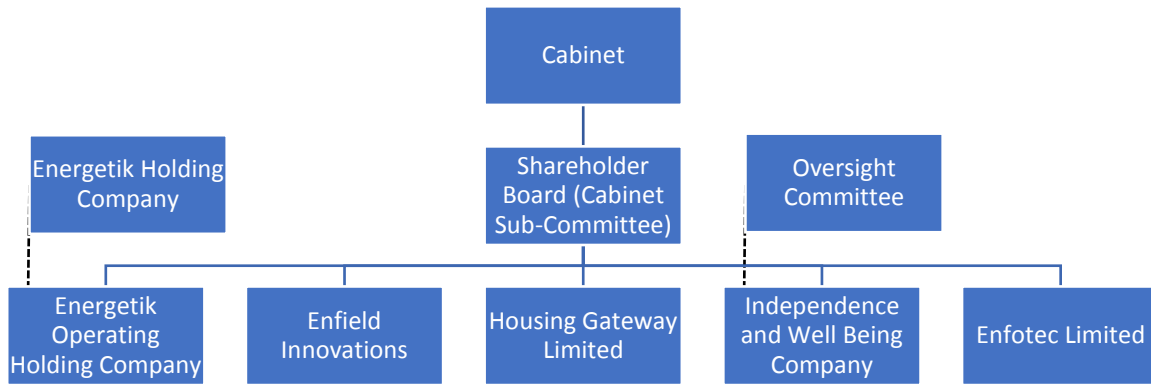 Cabinet
Energetik Holding
Company
Shareholder
Board (Cabinet
Sub-Committee)
Oversight
Committee
Energetik
Operating
Holding Company
Enfield
Innovations
Housing Gateway
Limited
Independence
and Well Being
Company
Enfotec Limited